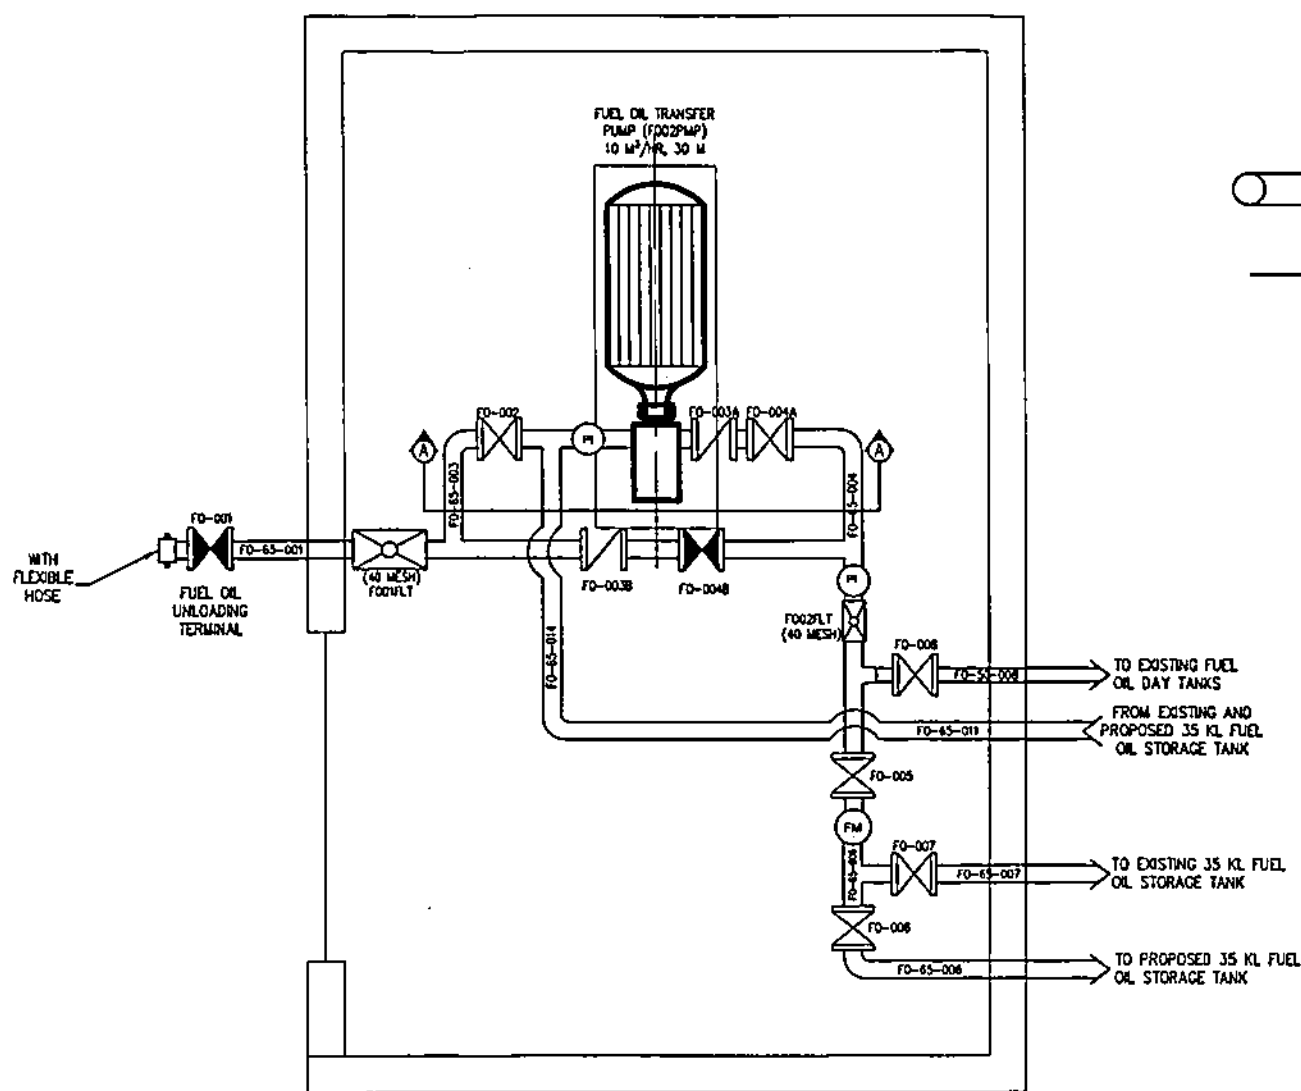 FUEL OIL TRANSFER
PUMP (F002PMP)
10 M³/HR, 30 M
FO-002
FO-003A
FO-004A
PI
A
A
FO-65-003
FO-65-004
FO-001
FO-65-001
WITH
FLEXIBLE
HOSE
FUEL OIL
UNLOADING
TERMINAL
(40 MESH)
F001FLT
FO-003B
FO-004B
PI
F002FLT
(40 MESH)
FO-65-014
FO-008
TO EXISTING FUEL
OIL DAY TANKS
FROM EXISTING AND
PROPOSED 35 KL FUEL
OIL STORAGE TANK
FO-65-011
FO-005
FM
FO-007
FO-65-007
TO EXISTING 35 KL FUEL
OIL STORAGE TANK
FO-006
FO-65-006
TO PROPOSED 35 KL FUEL
OIL STORAGE TANK